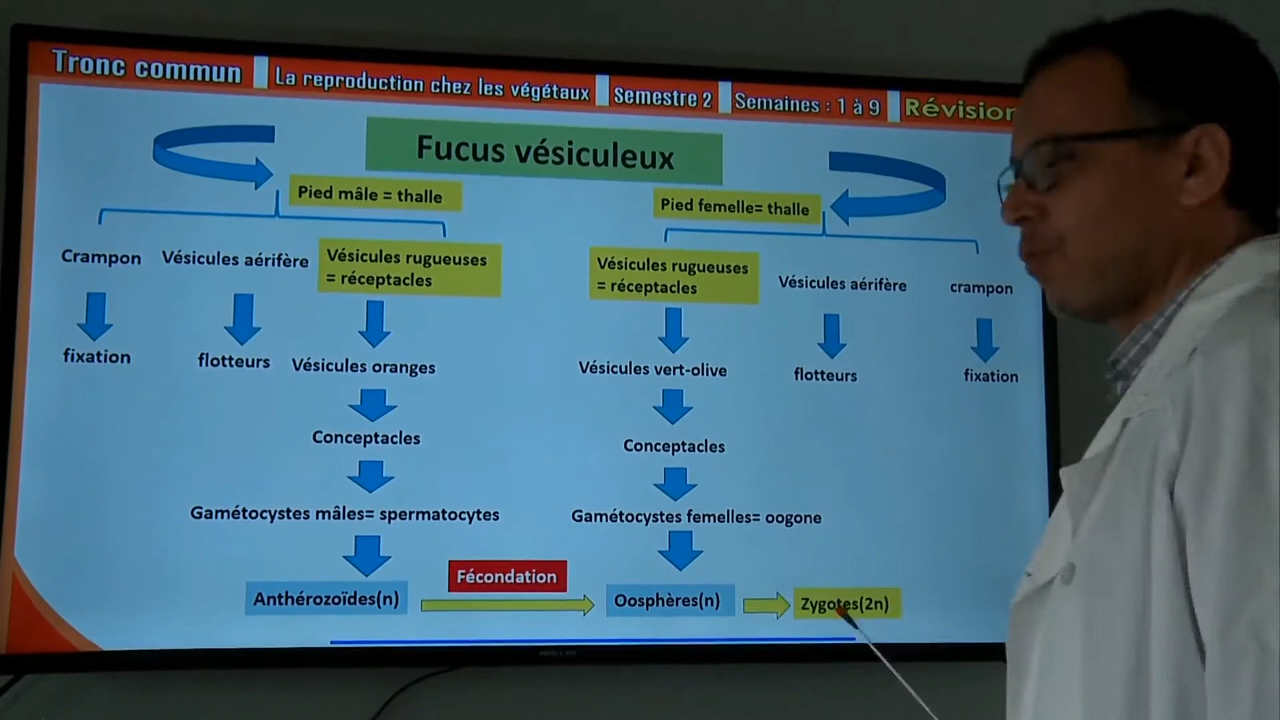 Tronc commun La reproduction chez les végétaux Semestre 2 Semaines : 1 à 9 Révision
Fucus vésiculeux
Pied mâle = thalle
Crampon
fixation
Vésicules aérifère
flotteurs
Vésicules rugueuses
= réceptacles
Vésicules oranges
Conceptacles
Gamétocystes mâles= spermatocytes
Anthérozoïdes(n)
Fécondation
Pied femelle= thalle
Vésicules rugueuses
= réceptacles
Vésicules vert-olive
Conceptacles
Gamétocystes femelles= oogone
Oosphères(n)
Zygotes(2n)
Vésicules aérifère
flotteurs
crampon
fixation